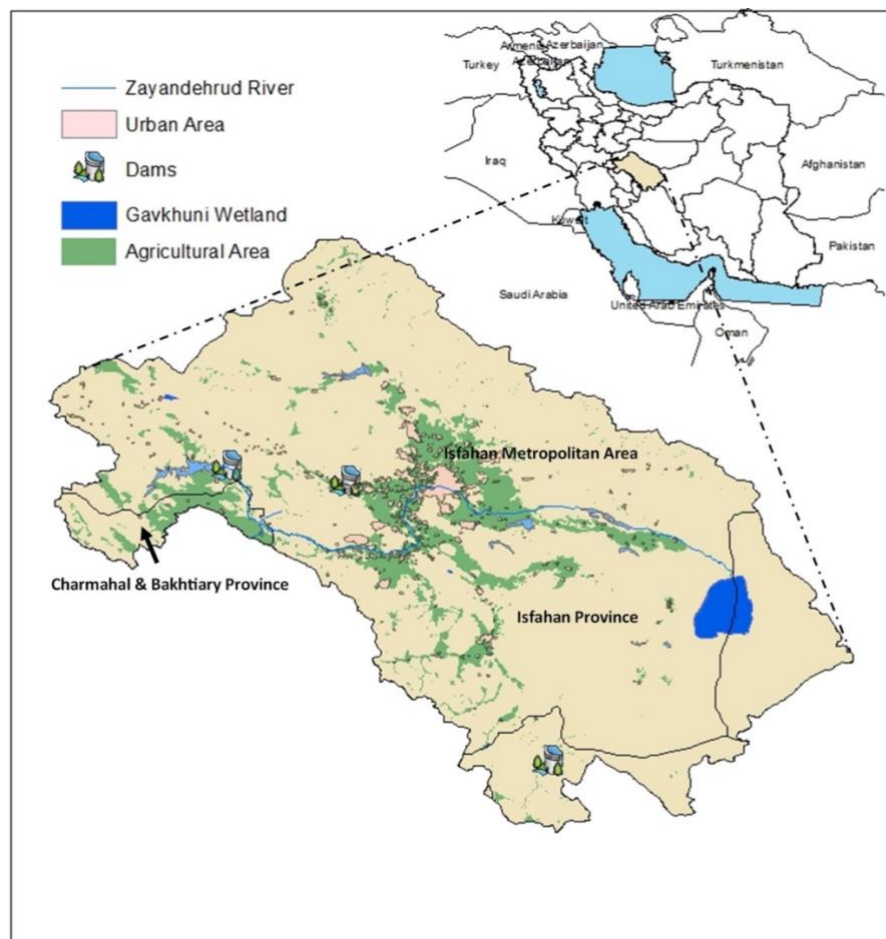 Zayandehrud River
Urban Area
Dams
Gavkhuni Wetland
Agricultural Area
Armenia
Azerbaijan
Azerbaijan
Turkey
Turkmenistan
Iraq
Afghanistan
Kuwait
Pakistan
Saudi Arabia
United Arab Emirates
Oman
Isfahan Metropolitan Area
Charmahal & Bakhtiary Province
Isfahan Province